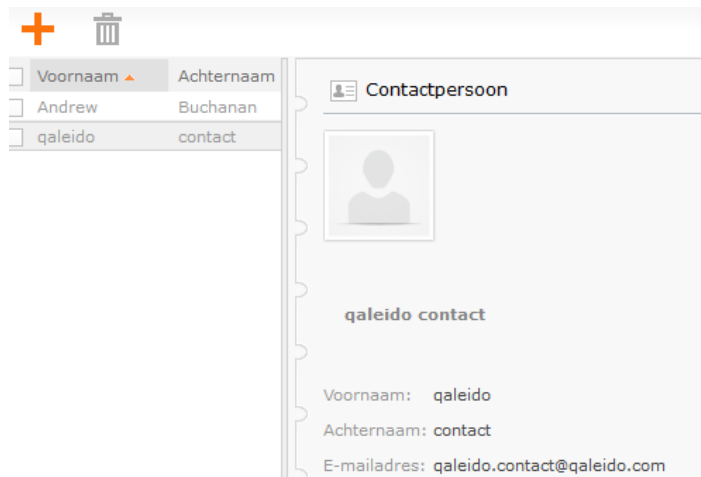 Voornaam Achternaam
Andrew Buchanan
qaleido contact
Contactpersoon
qaleido contact
Voornaam: qaleido
Achternaam: contact
E-mailadres: qaleido.contact@qaleido.com